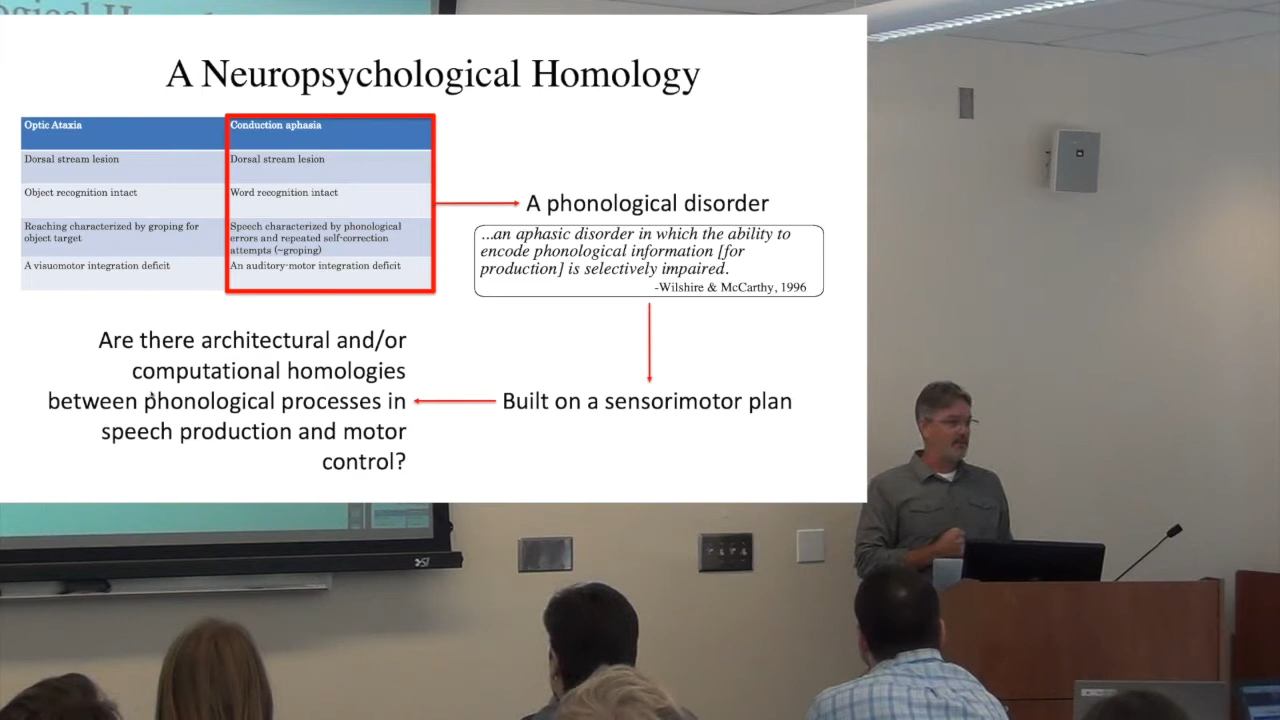 A Neuropsychological Homology
Optic Ataxia
Conduction aphasia
Dorsal stream lesion
Dorsal stream lesion
Object recognition intact
Word recognition intact
Reaching characterized by groping for
object target
Speech characterized by phonological
errors and repeated self-correction
attempts (~groping)
A visuomotor integration deficit
An auditory-motor integration deficit
A phonological disorder
...an aphasic disorder in which the ability to
encode phonological information [for
production] is selectively impaired.
-Wilshire & McCarthy, 1996
Built on a sensorimotor plan
Are there architectural and/or
computational homologies
between phonological processes in
speech production and motor
control?